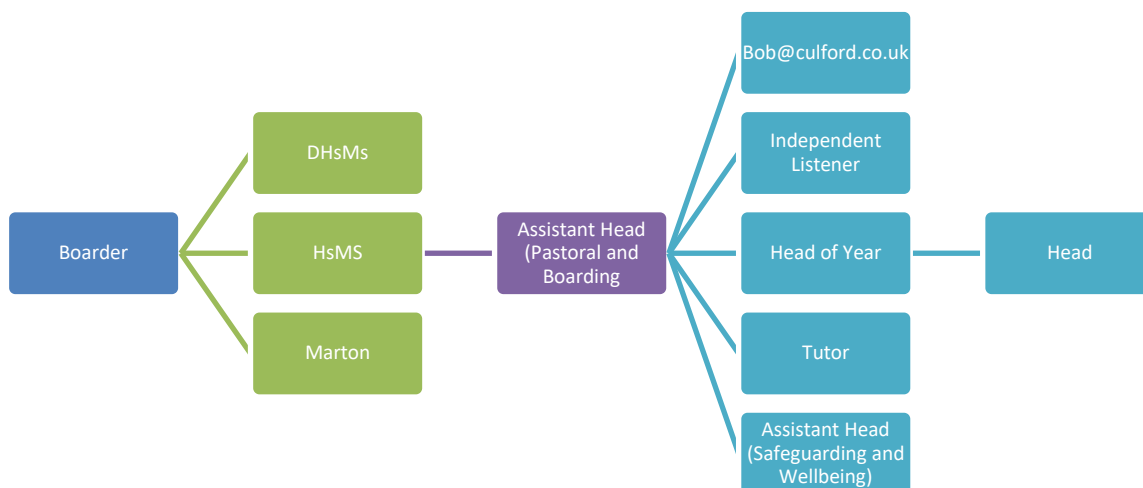 Boarder
DHsMs
HsMS
Marton
Assistant Head
(Pastoral and
Boarding
Bob@culford.co.uk
Independent
Listener
Head of Year
Tutor
Assistant Head
(Safeguarding and
Wellbeing)
Head